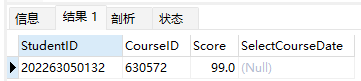 信息 结果 1 剖析 状态
StudentID CourseID Score SelectCourseDate
202263050132 630572 99.0 (Null)